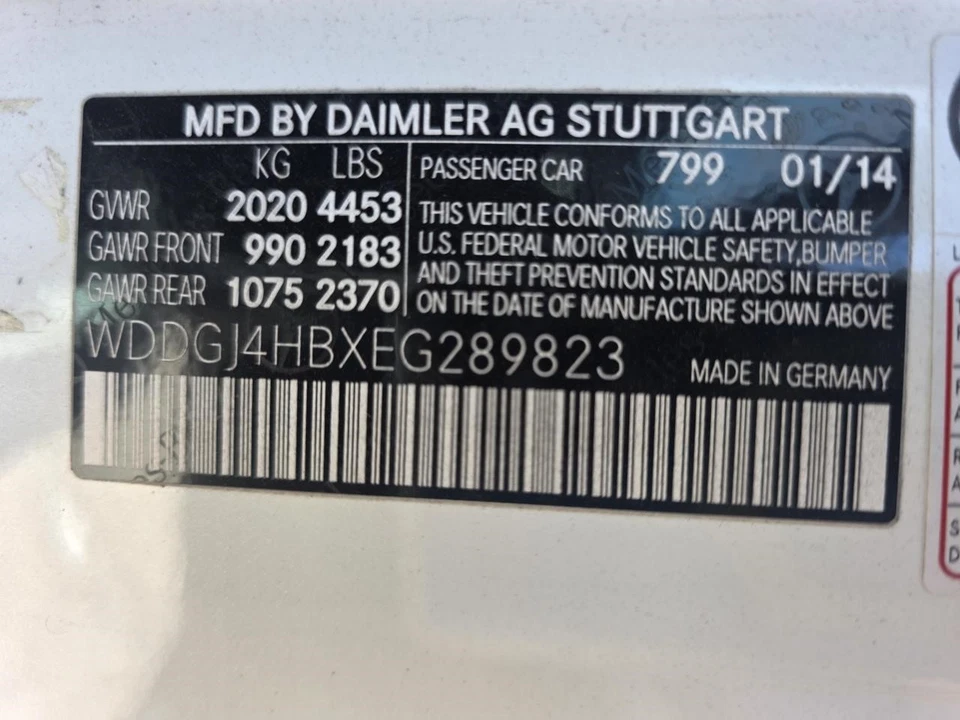 MFD BY DAIMLER AG STUTTGART
KG LBS
GVWR 2020 4453
GAWR FRONT 990 2183
GAWR REAR 1075 2370
PASSENGER CAR 799 01/14
THIS VEHICLE CONFORMS TO ALL APPLICABLE
U.S. FEDERAL MOTOR VEHICLE SAFETY,BUMPER
AND THEFT PREVENTION STANDARDS IN EFFECT
ON THE DATE OF MANUFACTURE SHOWN ABOVE
WDDGJ4HBXEG289823
MADE IN GERMANY